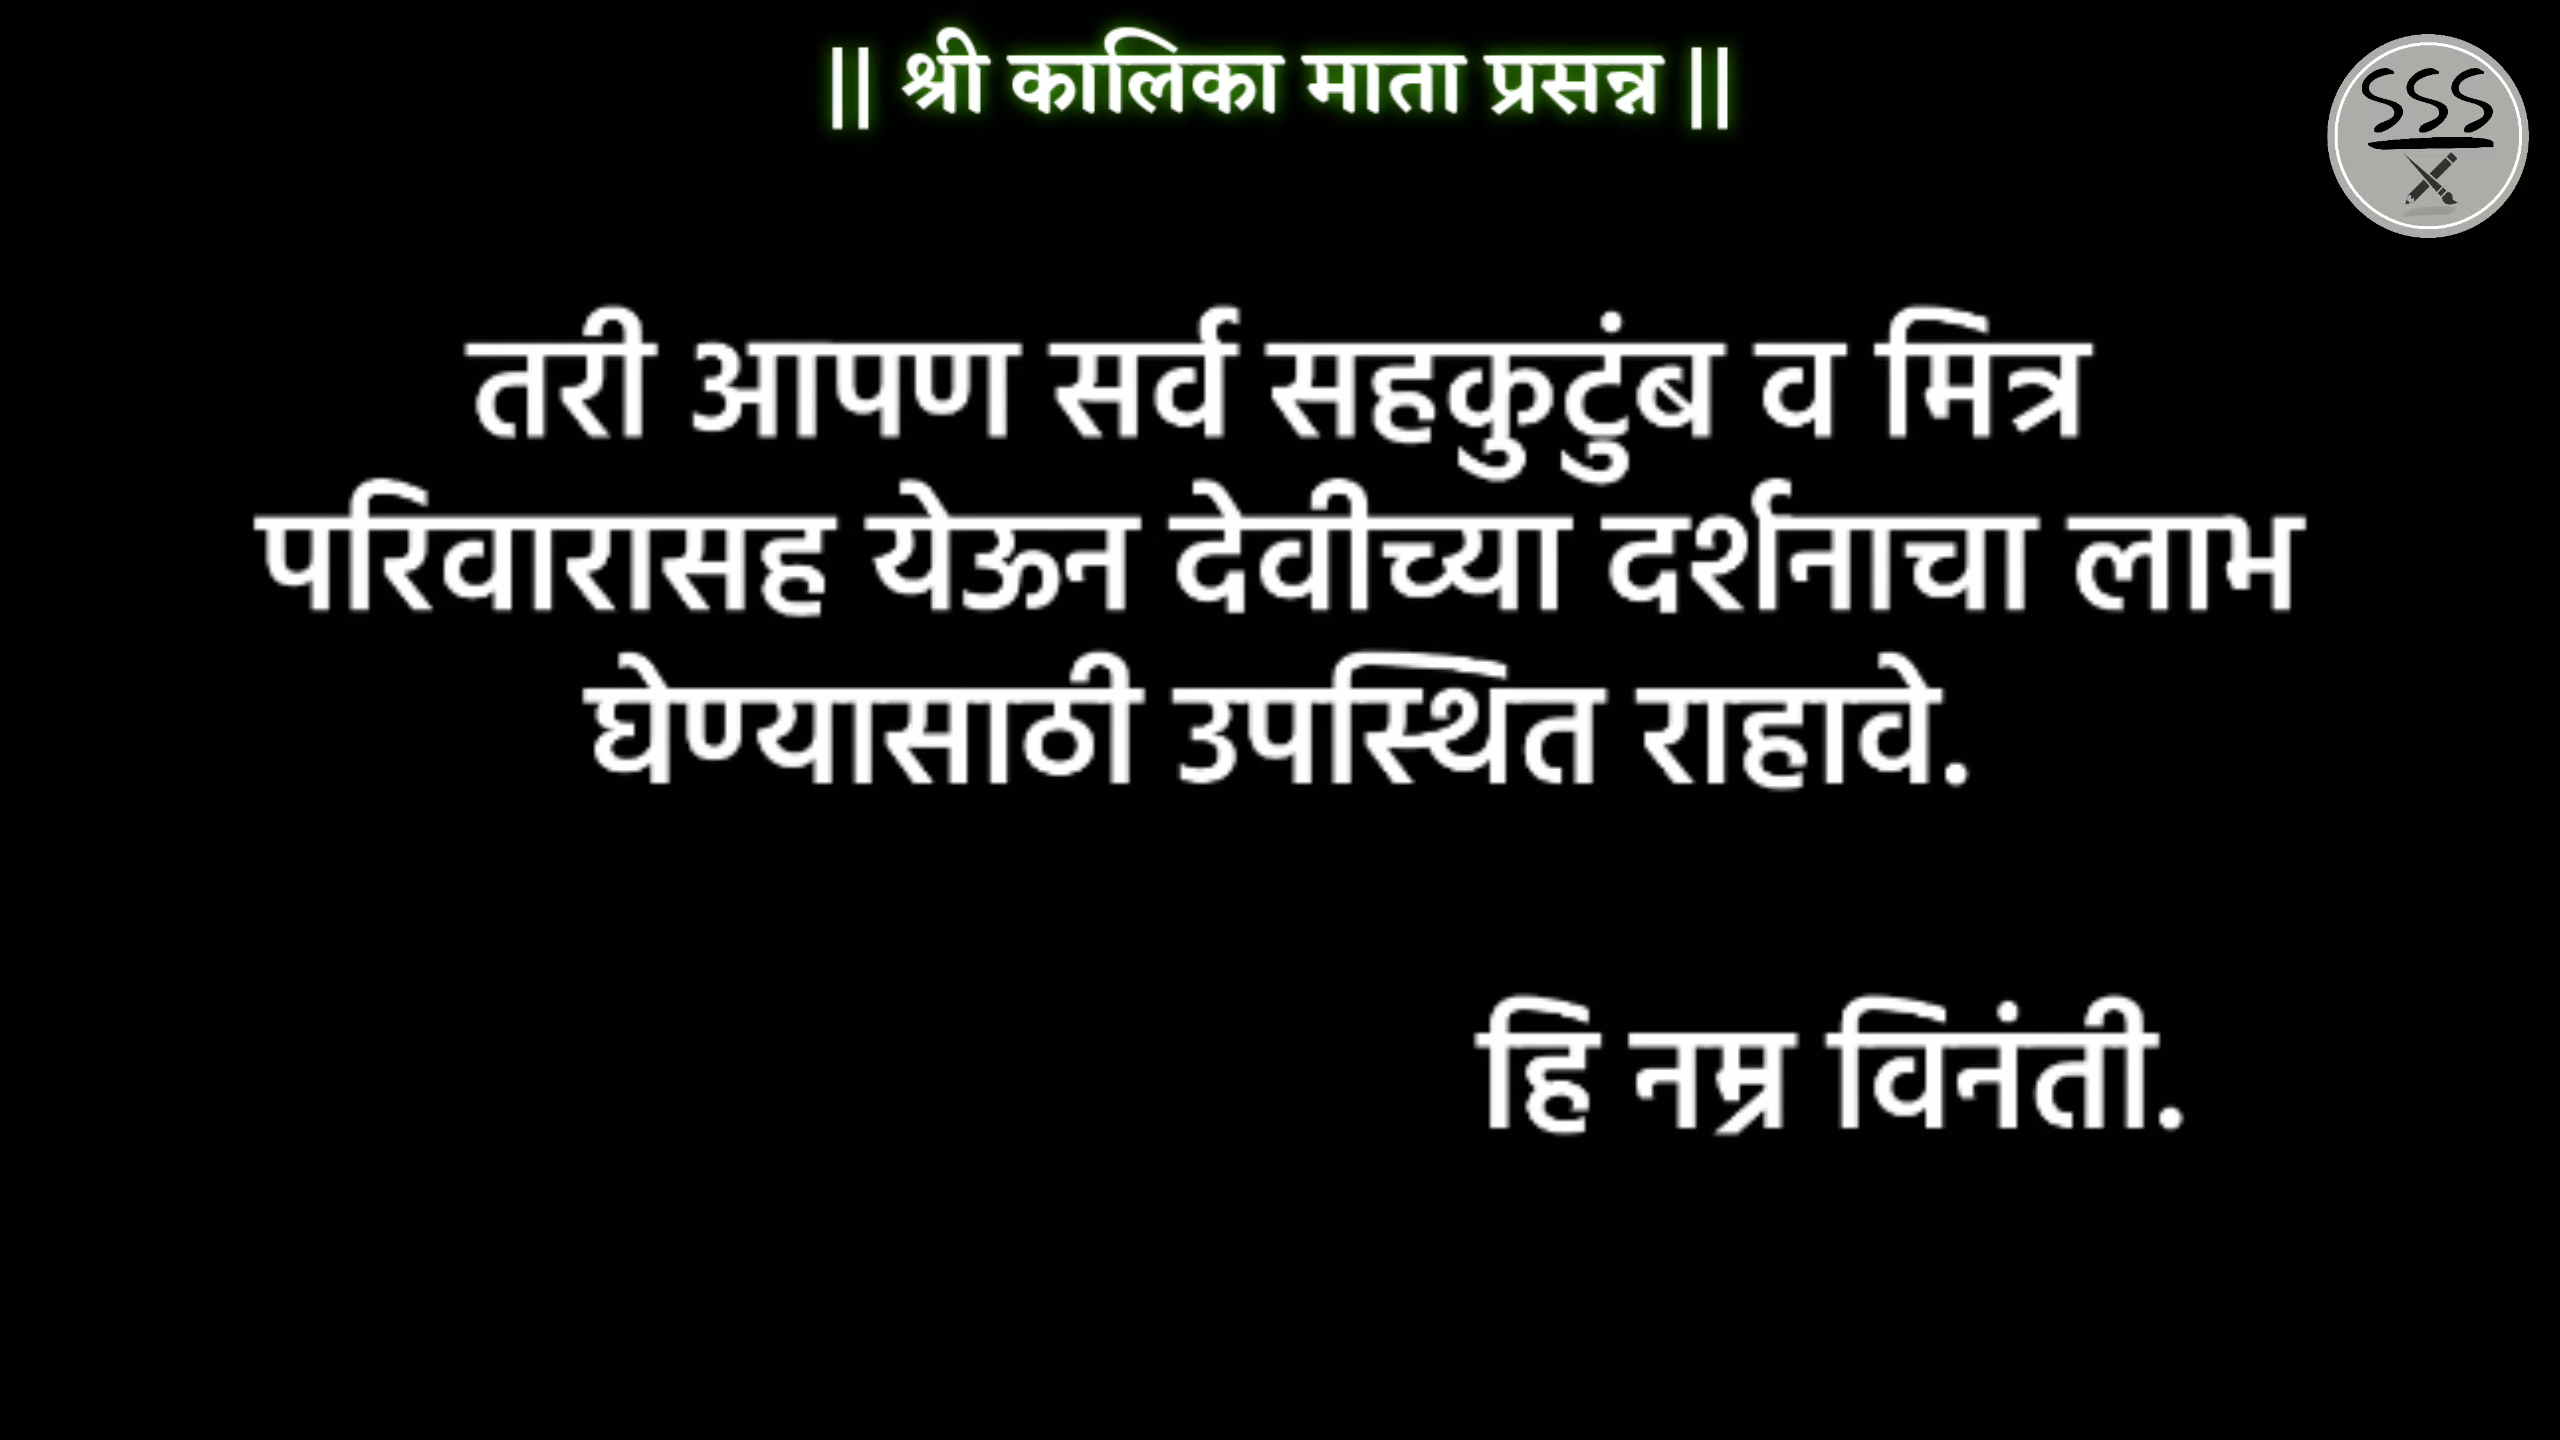 || श्री कालिका माता प्रसन्न ||
SSS
तरी आपण सर्व सहकुटुंब व मित्र
परिवारासह येऊन देवीच्या दर्शनाचा लाभ
घेण्यासाठी उपस्थित राहावे.
हि नम्र विनंती.